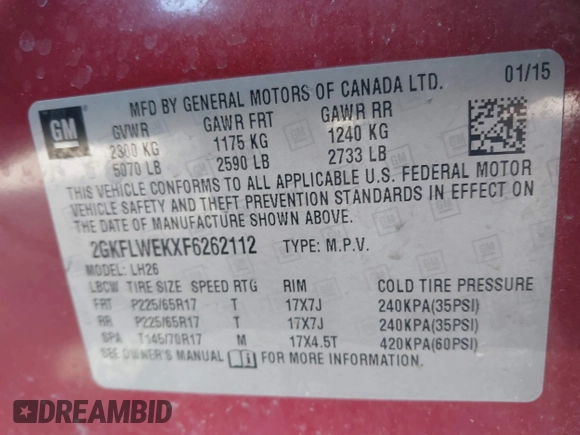 MFD BY GENERAL MOTORS OF CANADA LTD. 01/15
GM
GVWR GAWR FRT GAWR RR
2300 KG 1175 KG 1240 KG
5070 LB 2590 LB 2733 LB
THIS VEHICLE CONFORMS TO ALL APPLICABLE U.S. FEDERAL MOTOR
VEHICLE SAFETY AND THEFT PREVENTION STANDARDS IN EFFECT ON
THE DATE OF MANUFACTURE SHOWN ABOVE.
2GKFLWEKXF6262112 TYPE: M.P.V.
MODEL: LH26
LBCW TIRE SIZE SPEED RTG RIM COLD TIRE PRESSURE
FRT P225/65R17 T 17X7J 240KPA(35PSI)
RR P225/65R17 T 17X7J 240KPA(35PSI)
SPA T145/70R17 M 17X4.5T 420KPA(60PSI)
SEE OWNER'S MANUAL FOR MORE INFORMATION.
DREAMBID